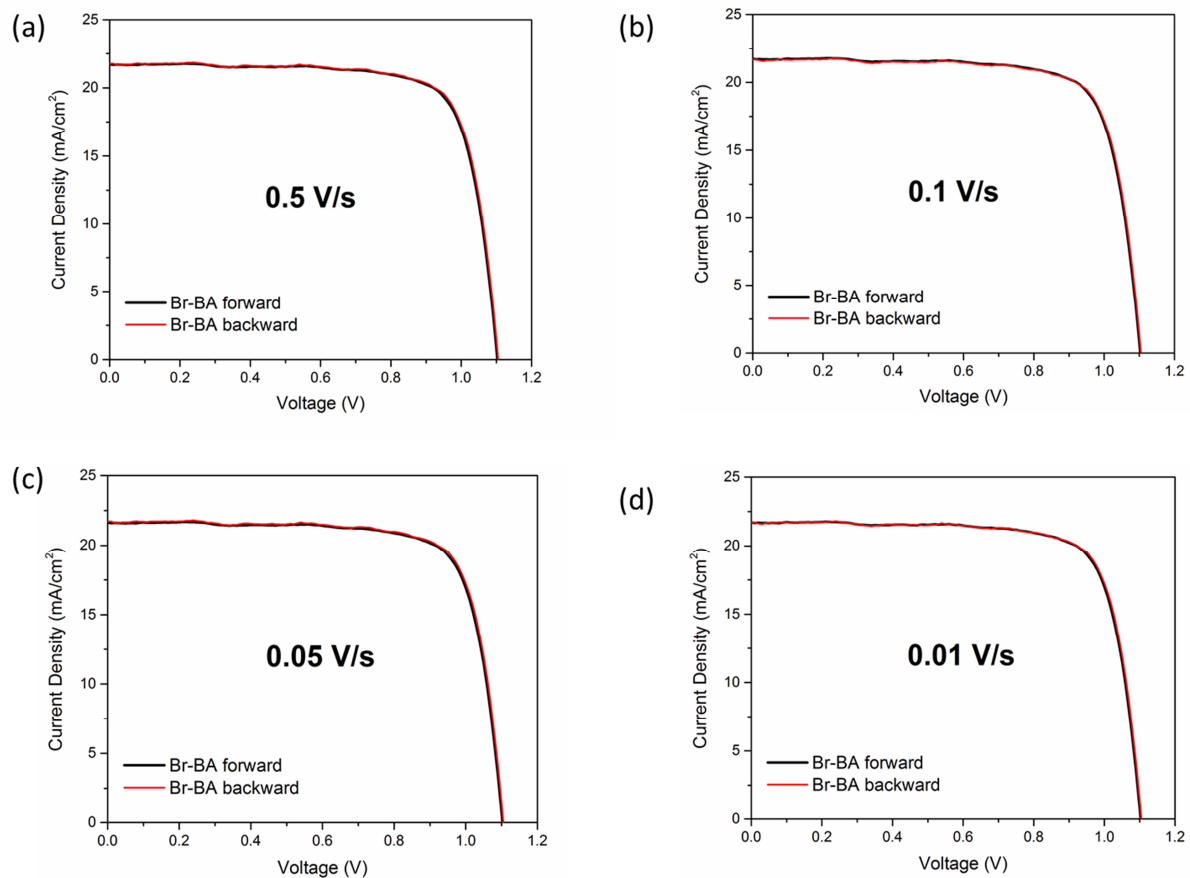 (a)
25
20
15
10
5
0
Current Density (mA/cm²)
0.5 V/s
Br-BA forward
Br-BA backward
0.0 0.2 0.4 0.6 0.8 1.0 1.2
Voltage (V)
(b)
25
20
15
10
5
0
Current Density (mA/cm²)
0.1 V/s
Br-BA forward
Br-BA backward
0.0 0.2 0.4 0.6 0.8 1.0 1.2
Voltage (V)
(c)
25
20
15
10
5
0
Current Density (mA/cm²)
0.05 V/s
Br-BA forward
Br-BA backward
0.0 0.2 0.4 0.6 0.8 1.0 1.2
Voltage (V)
(d)
25
20
15
10
5
0
Current Density (mA/cm²)
0.01 V/s
Br-BA forward
Br-BA backward
0.0 0.2 0.4 0.6 0.8 1.0 1.2
Voltage (V)